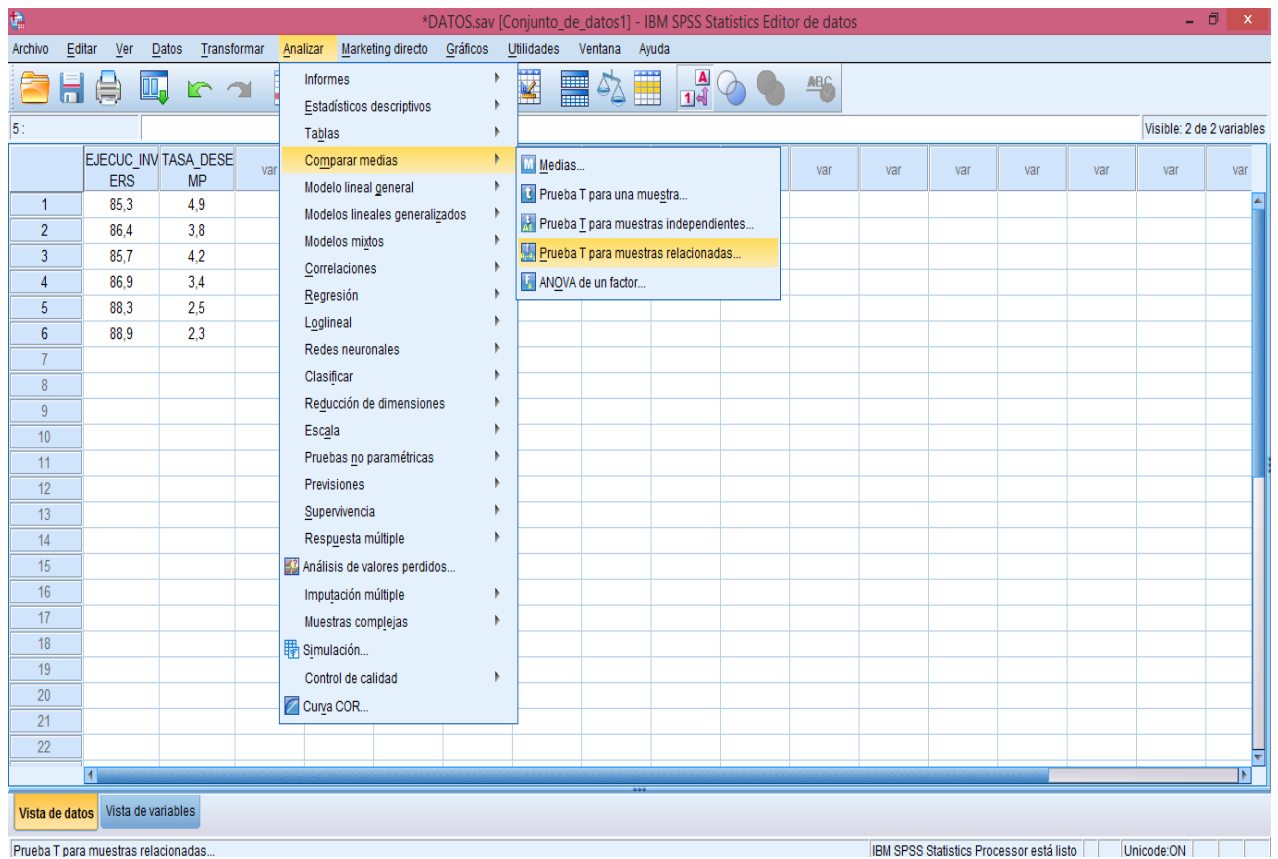 *DATOS.sav [Conjunto_de_datos1] - IBM SPSS Statistics Editor de datos
Archivo Editar Ver Datos Transformar Analizar Marketing directo Gráficos Utilidades Ventana Ayuda
A
1
ABC
5 :
Visible: 2 de 2 variables
EJECUC_INVERS TASA_DESEMP var var var var var var var var
1 85,3 4,9
2 86,4 3,8
3 85,7 4,2
4 86,9 3,4
5 88,3 2,5
6 88,9 2,3
7
8
9
10
11
12
13
14
15
16
17
18
19
20
21
22
Informes
Estadísticos descriptivos
Tablas
Comparar medias
Modelo lineal general
Modelos lineales generalizados
Modelos mixtos
Correlaciones
Regresión
Loglineal
Redes neuronales
Clasificar
Reducción de dimensiones
Escala
Pruebas no paramétricas
Previsiones
Supervivencia
Respuesta múltiple
Análisis de valores perdidos...
Imputación múltiple
Muestras complejas
Simulación...
Control de calidad
Curva COR...
Medias...
Prueba T para una muestra...
Prueba T para muestras independientes...
Prueba T para muestras relacionadas...
ANOVA de un factor...
Vista de datos Vista de variables
Prueba T para muestras relacionadas...
IBM SPSS Statistics Processor está listo
Unicode:ON